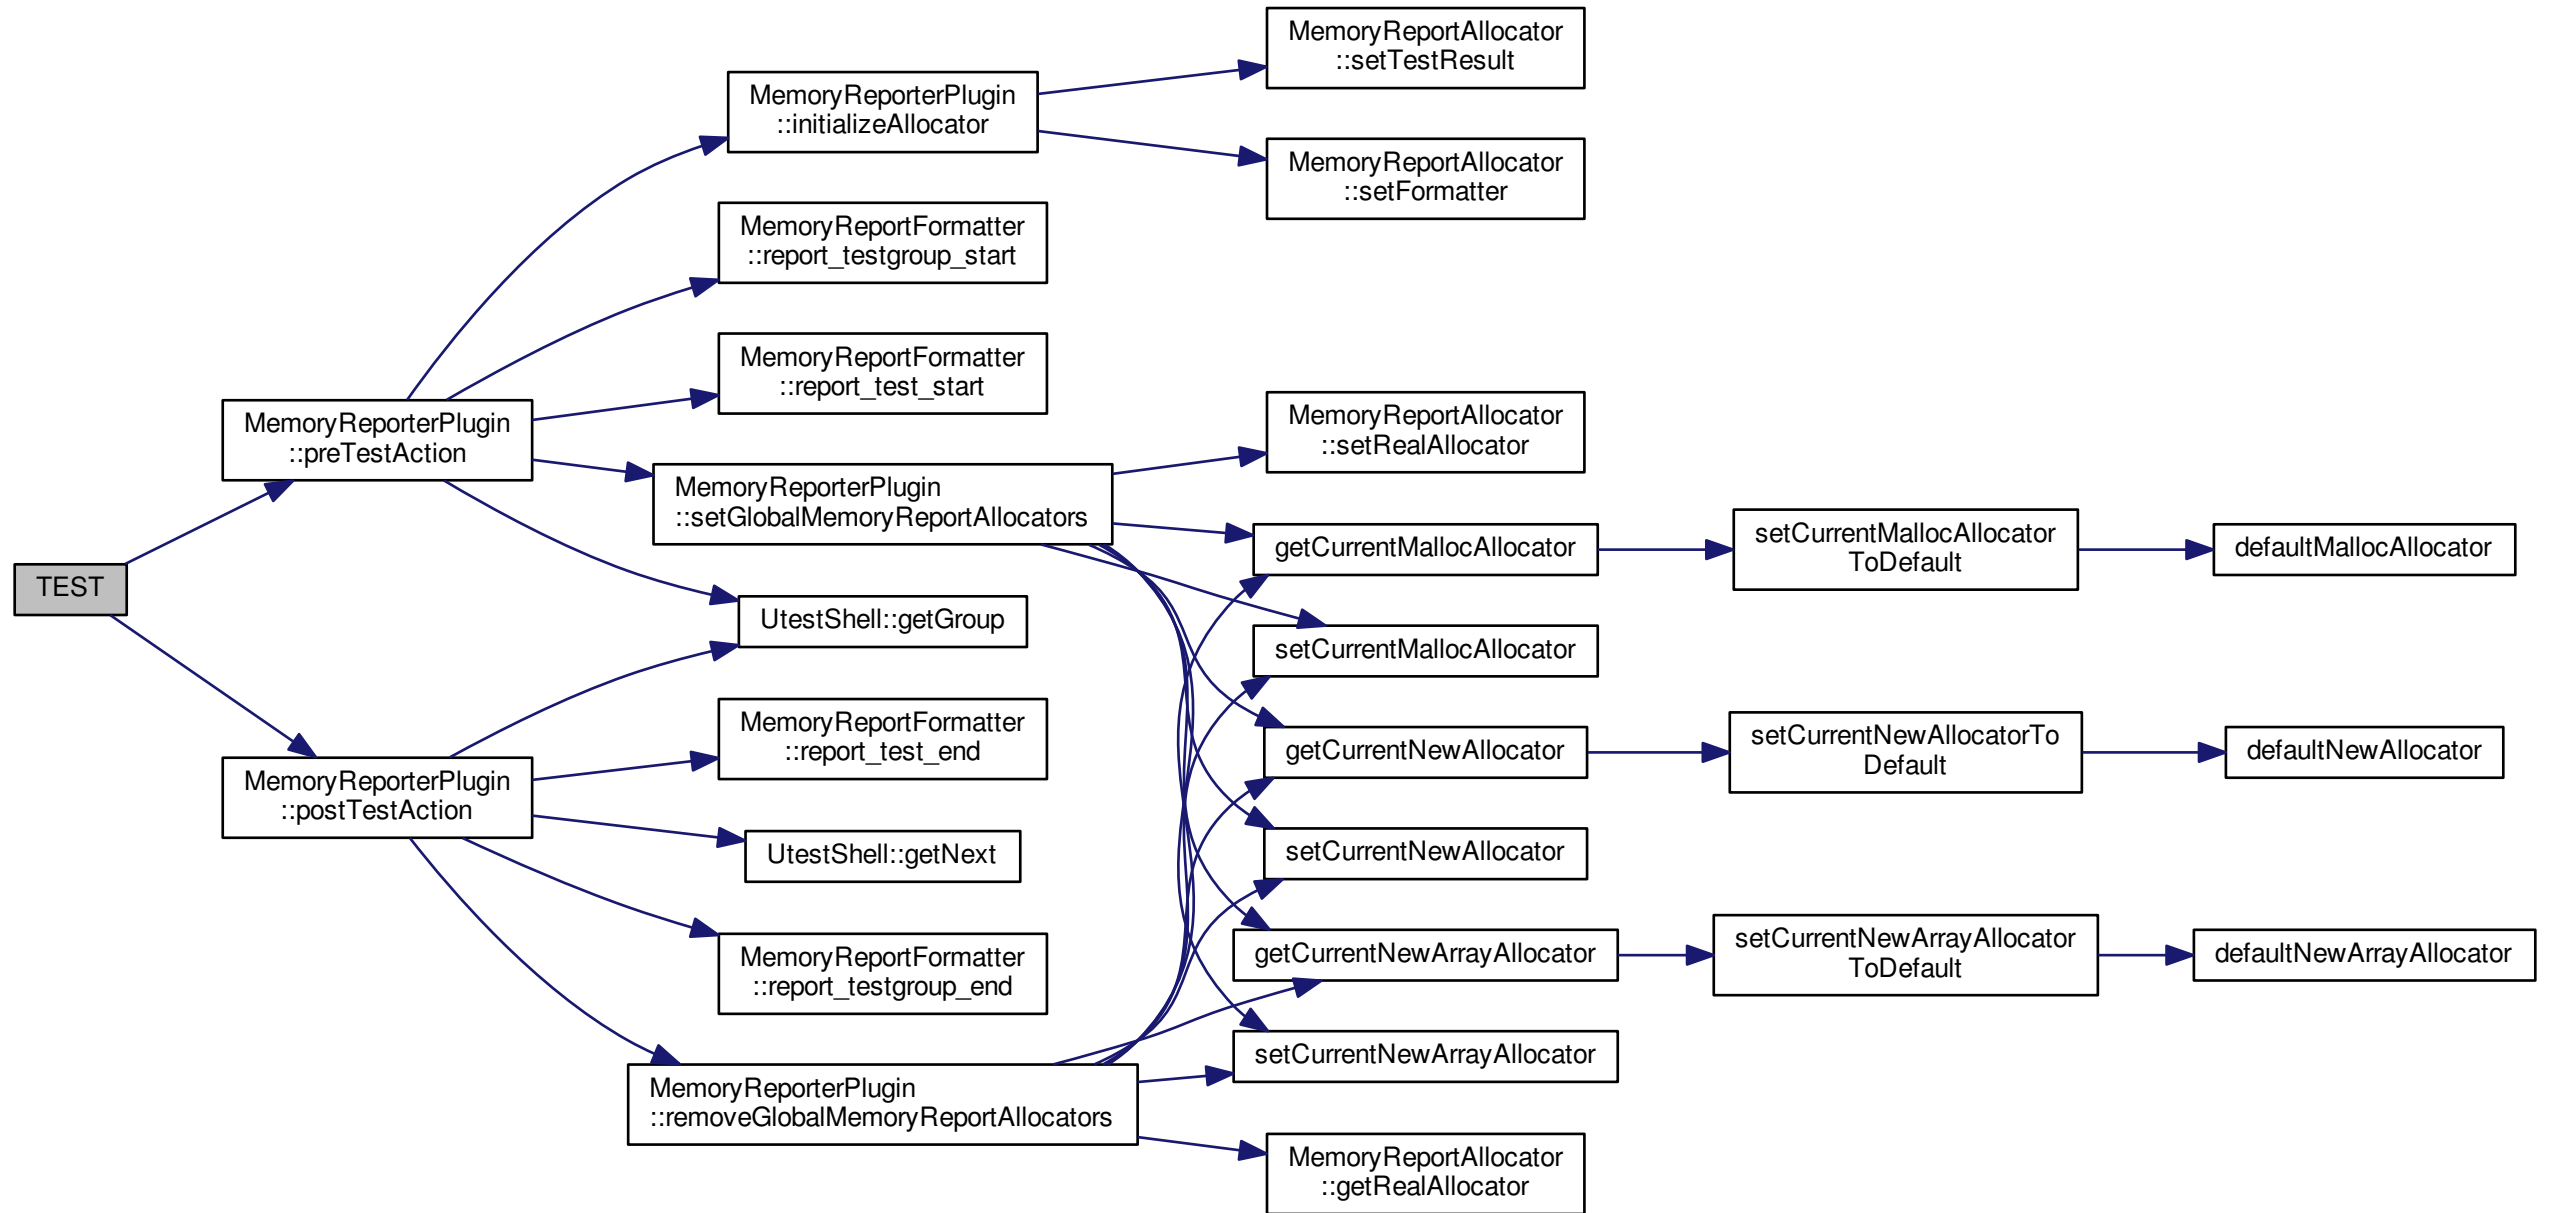 MemoryReportAllocator
::setTestResult
MemoryReporterPlugin
::initializeAllocator
MemoryReportAllocator
::setFormatter
MemoryReportFormatter
::report_testgroup_start
MemoryReportFormatter
::report_test_start
MemoryReporterPlugin
::preTestAction
MemoryReportAllocator
::setRealAllocator
MemoryReporterPlugin
::setGlobalMemoryReportAllocators
getCurrentMallocAllocator
setCurrentMallocAllocator
ToDefault
defaultMallocAllocator
TEST
UtestShell::getGroup
setCurrentMallocAllocator
MemoryReportFormatter
::report_test_end
getCurrentNewAllocator
setCurrentNewAllocatorTo
Default
defaultNewAllocator
MemoryReporterPlugin
::postTestAction
UtestShell::getNext
setCurrentNewAllocator
MemoryReportFormatter
::report_testgroup_end
getCurrentNewArrayAllocator
setCurrentNewArrayAllocator
ToDefault
defaultNewArrayAllocator
setCurrentNewArrayAllocator
MemoryReporterPlugin
::removeGlobalMemoryReportAllocators
MemoryReportAllocator
::getRealAllocator